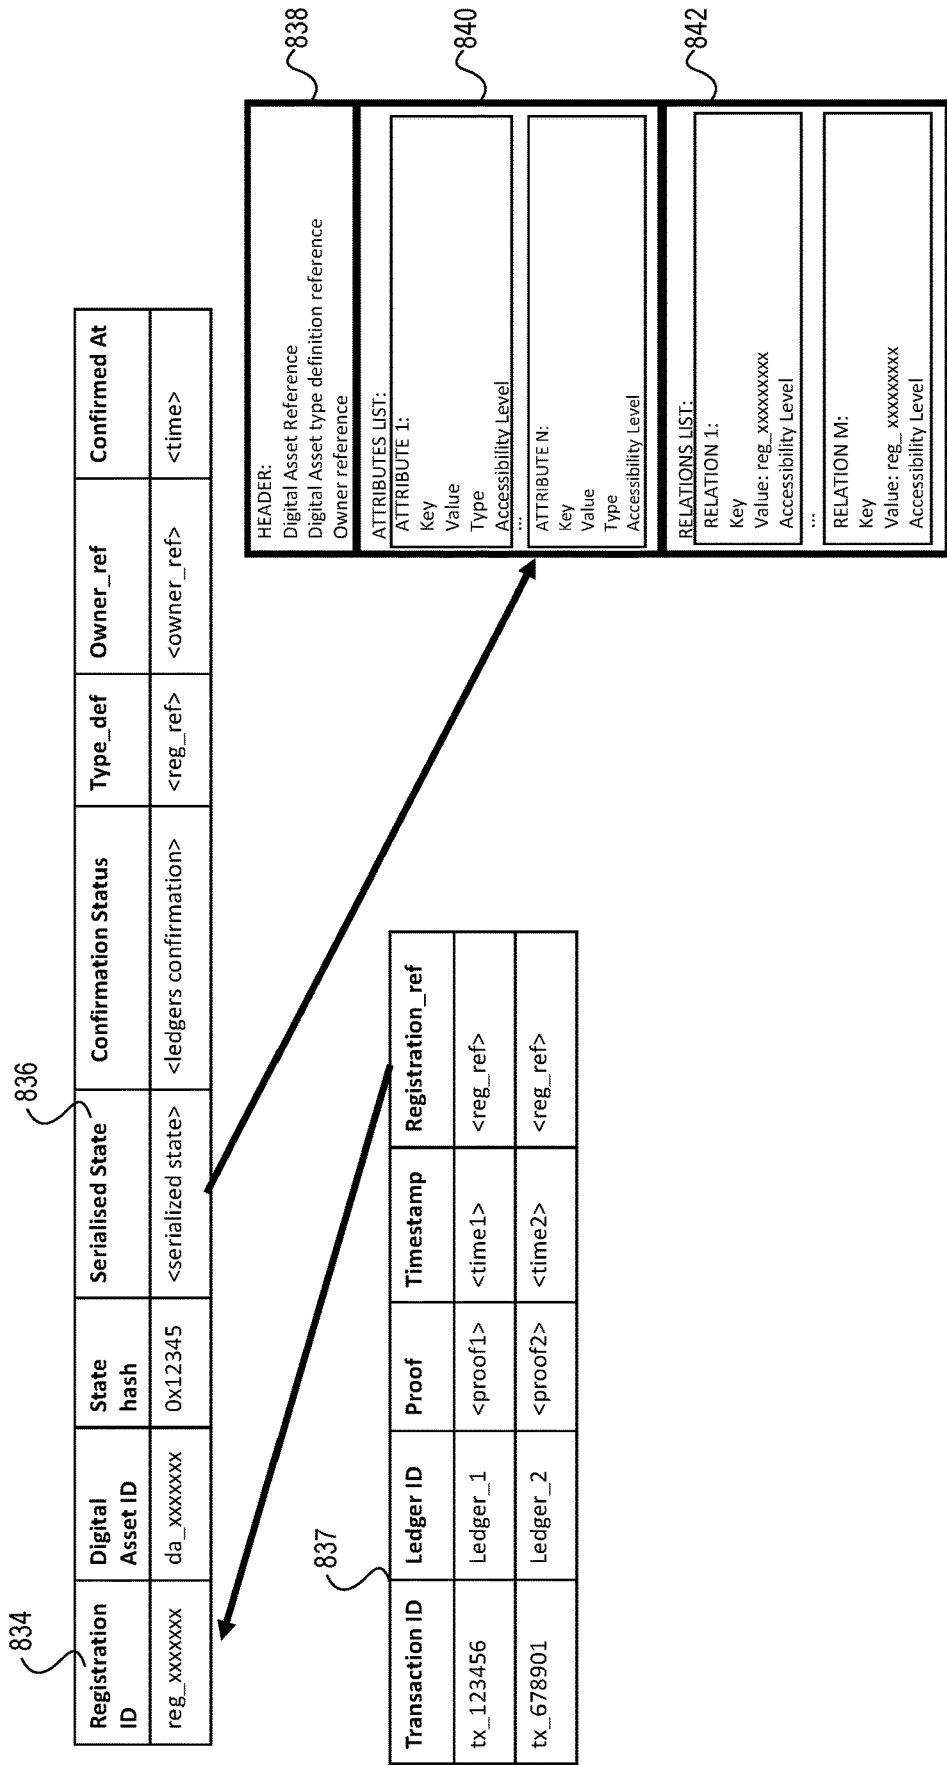 834
836
Registration ID
Digital Asset ID
State hash
Serialised State
Confirmation Status
Type_def
Owner_ref
Confirmed At
reg_xxxxxxx
da_xxxxxxx
0x12345
<serialized state>
<ledgers confirmation>
<reg_ref>
<owner_ref>
<time>
837
Transaction ID
Ledger ID
Proof
Timestamp
Registration_ref
tx_123456
Ledger_1
<proof1>
<time1>
<reg_ref>
tx_678901
Ledger_2
<proof2>
<time2>
<reg_ref>
838
HEADER:
Digital Asset Reference
Digital Asset type definition reference
Owner reference
840
ATTRIBUTES LIST:
ATTRIBUTE 1:
Key
Value
Type
Accessibility Level
...
ATTRIBUTE N:
Key
Value
Type
Accessibility Level
842
RELATIONS LIST:
RELATION 1:
Key
Value: reg_xxxxxxxxx
Accessibility Level
...
RELATION M:
Key
Value: reg_ xxxxxxxxx
Accessibility Level